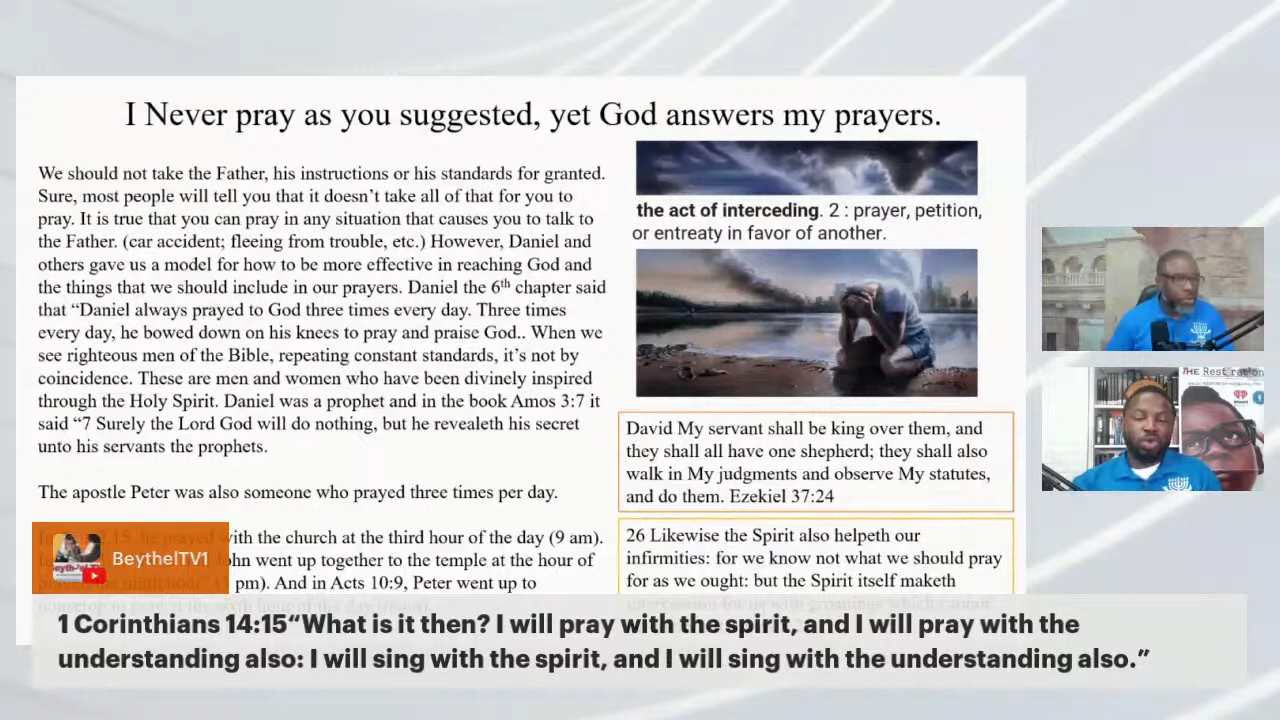 I Never pray as you suggested, yet God answers my prayers.
We should not take the Father, his instructions or his standards for granted.
Sure, most people will tell you that it doesn’t take all of that for you to
pray. It is true that you can pray in any situation that causes you to talk to
the Father. (car accident; fleeing from trouble, etc.) However, Daniel and
others gave us a model for how to be more effective in reaching God and
the things that we should include in our prayers. Daniel the 6th chapter said
that “Daniel always prayed to God three times every day. Three times
every day, he bowed down on his knees to pray and praise God.. When we
see righteous men of the Bible, repeating constant standards, it’s not by
coincidence. These are men and women who have been divinely inspired
through the Holy Spirit. Daniel was a prophet and in the book Amos 3:7 it
said “7 Surely the Lord God will do nothing, but he revealeth his secret
unto his servants the prophets.
The apostle Peter was also someone who prayed three times per day.
with the church at the third hour of the day (9 am).
John went up together to the temple at the hour of
pm). And in Acts 10:9, Peter went up to
the act of interceding. 2 : prayer, petition,
or entreaty in favor of another.
David My servant shall be king over them, and
they shall all have one shepherd; they shall also
walk in My judgments and observe My statutes,
and do them. Ezekiel 37:24
26 Likewise the Spirit also helpeth our
infirmities: for we know not what we should pray
for as we ought: but the Spirit itself maketh
THE Restoration
iHeart
BeythelTV1
1 Corinthians 14:15“What is it then? I will pray with the spirit, and I will pray with the
understanding also: I will sing with the spirit, and I will sing with the understanding also.”